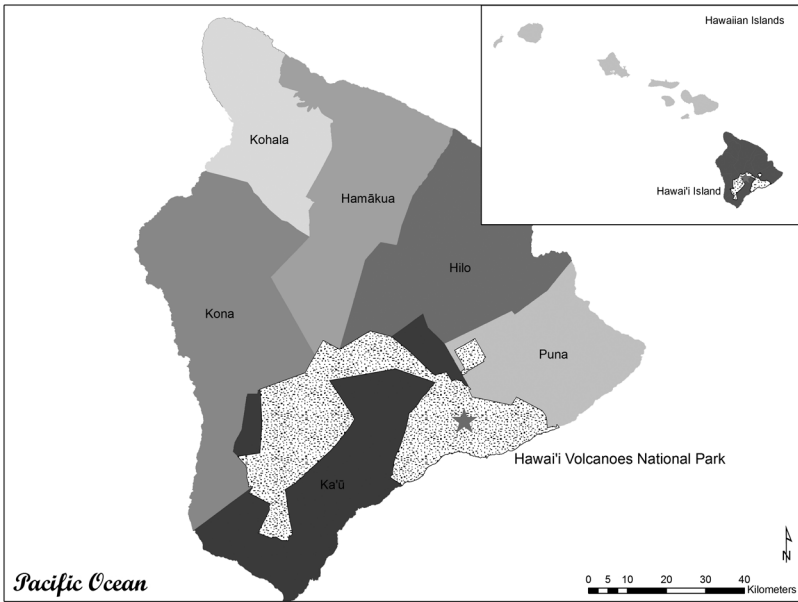 Hawaiian Islands
Kohala
Hamākua
Hawai'i Island
Hilo
Kona
Puna
Hawai'i Volcanoes National Park
Ka'ū
N
Pacific Ocean
0 5 10 20 30 40
Kilometers